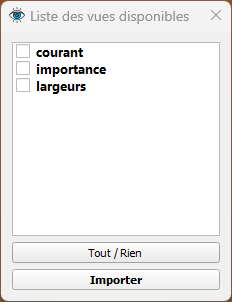 Liste des vues disponibles
courant
importance
largeurs
Tout / Rien
Importer